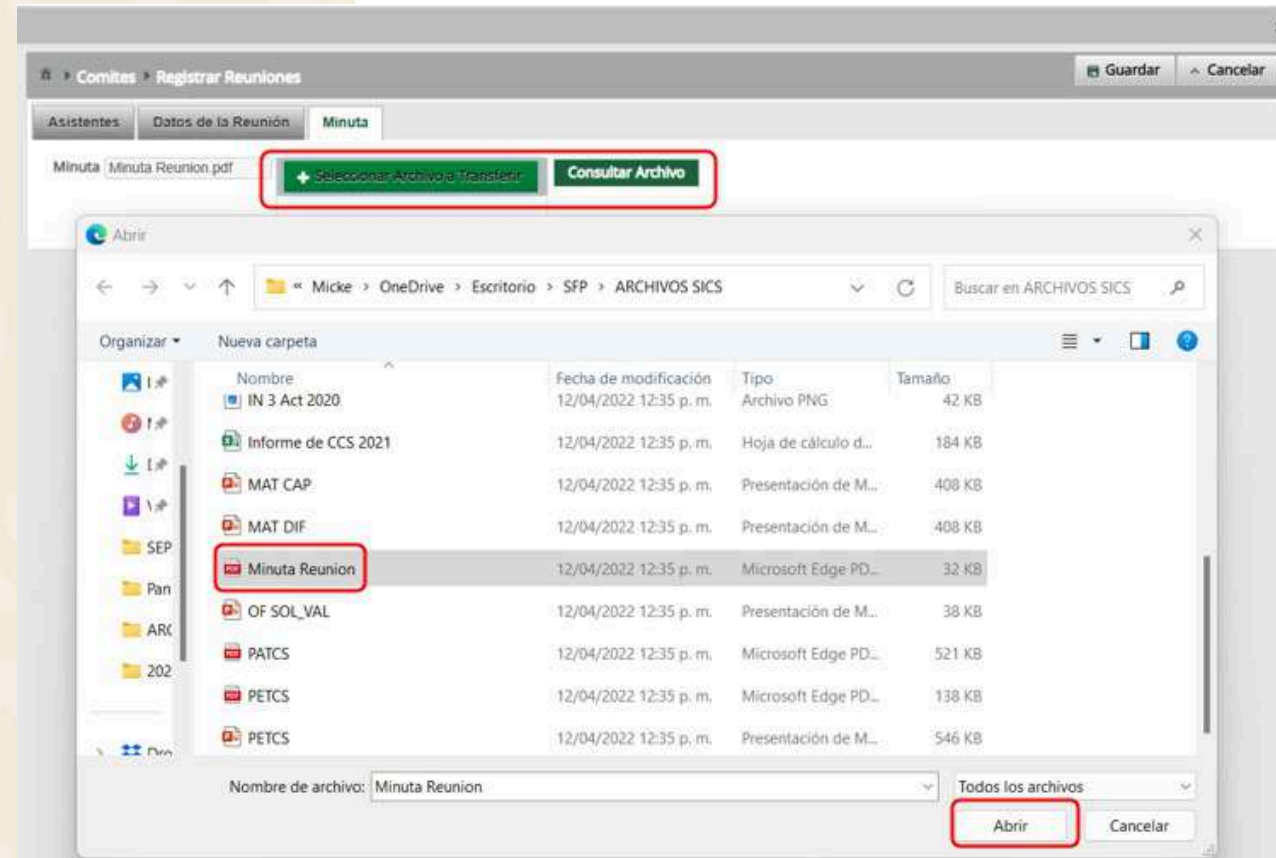 Comites Registrar Reuniones Guardar Cancelar
Asistentes Datos de la Reunión Minuta
Minuta Minuta Reunion.pdf Seleccionar Archivo a Transferir Consultar Archivo
Abrir
« Micke > OneDrive > Escritorio > SFP > ARCHIVOS SICS Buscar en ARCHIVOS SICS
Organizar Nueva carpeta
Nombre Fecha de modificación Tipo Tamaño
IN 3 Act 2020 12/04/2022 12:35 p. m. Archivo PNG 42 KB
Informe de CCS 2021 12/04/2022 12:35 p. m. Hoja de cálculo d... 184 KB
MAT CAP 12/04/2022 12:35 p. m. Presentación de M... 408 KB
MAT DIF 12/04/2022 12:35 p. m. Presentación de M... 408 KB
SEP
Minuta Reunion 12/04/2022 12:35 p. m. Microsoft Edge PD... 32 KB
Pan
OF SOL_VAL 12/04/2022 12:35 p. m. Presentación de M... 38 KB
ARC
PATCS 12/04/2022 12:35 p. m. Microsoft Edge PD... 521 KB
202
PETCS 12/04/2022 12:35 p. m. Microsoft Edge PD... 138 KB
PETCS 12/04/2022 12:35 p. m. Presentación de M... 546 KB
Nombre de archivo: Minuta Reunion Todos los archivos
Abrir Cancelar